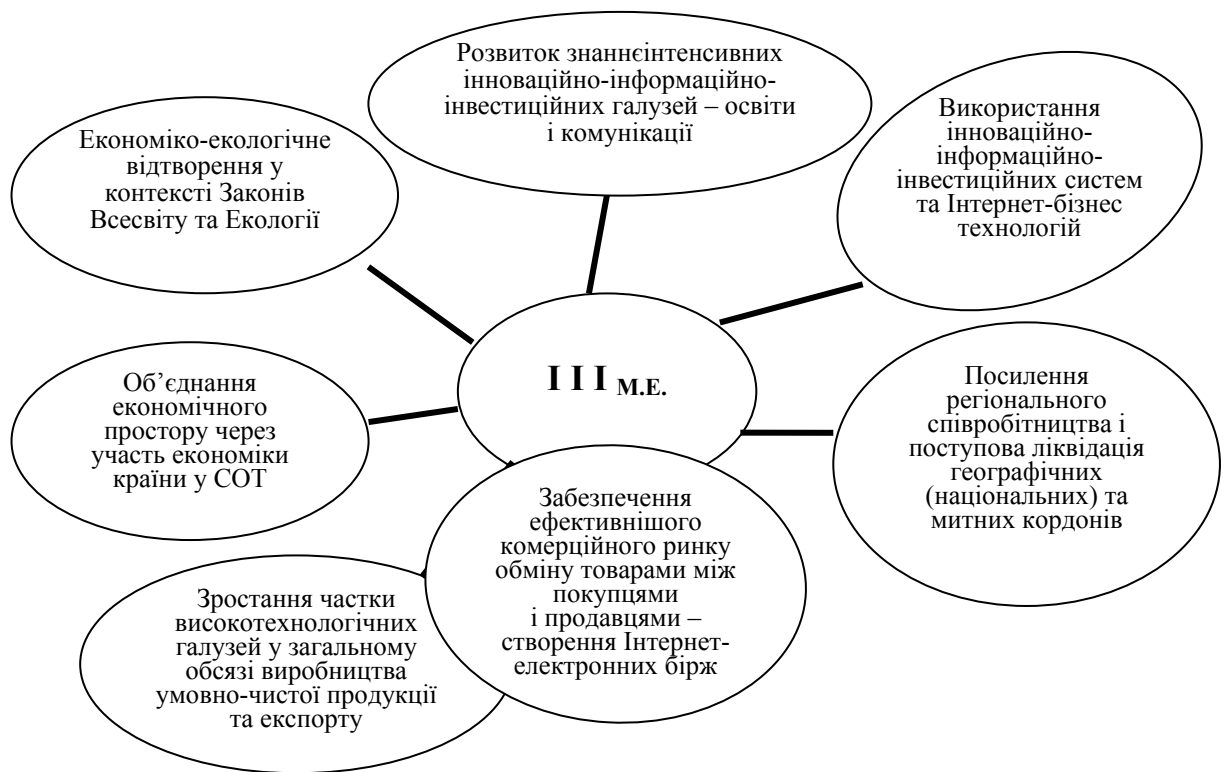 Розвиток знаннєінтенсивних
інноваційно-інформаційно-
інвестиційних галузей – освіти
і комунікації
Економіко-екологічне
відтворення у
контексті Законів
Всесвіту та Екології
Використання
інноваційно-
інформаційно-
інвестиційних систем
та Інтернет-бізнес
технологій
І І І М.Е.
Об’єднання
економічного
простору через
участь економіки
країни у СОТ
Посилення
регіонального
співробітництва і
поступова ліквідація
географічних
(національних) та
митних кордонів
Забезпечення
ефективнішого
комерційного ринку
обміну товарами між
покупцями
і продавцями –
створення Інтернет-
електронних бірж
Зростання частки
високотехнологічних
галузей у загальному
обсязі виробництва
умовно-чистої продукції
та експорту